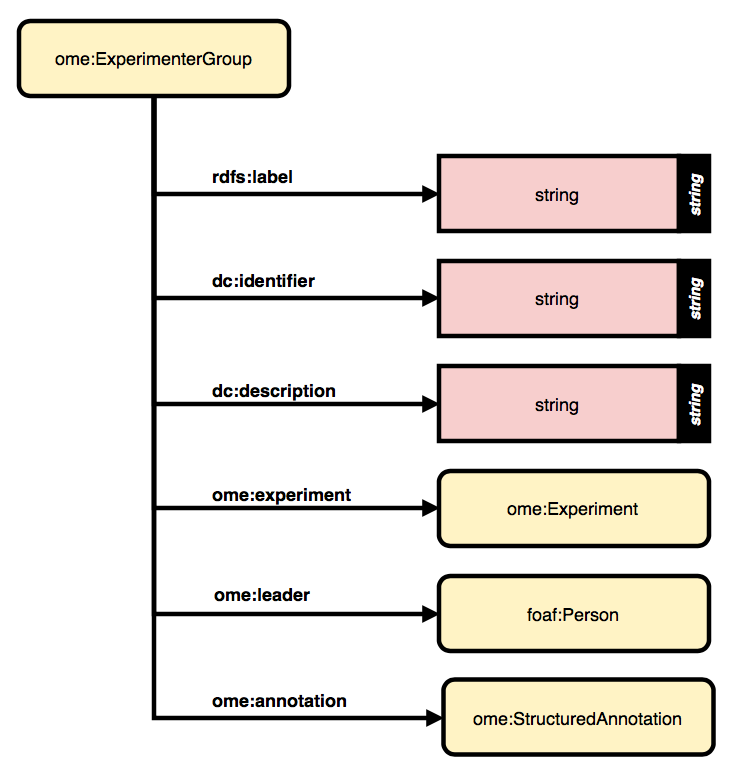 ome:ExperimenterGroup
rdfs:label
string string
dc:identifier
string string
dc:description
string string
ome:experiment
ome:Experiment
ome:leader
foaf:Person
ome:annotation
ome:StructuredAnnotation